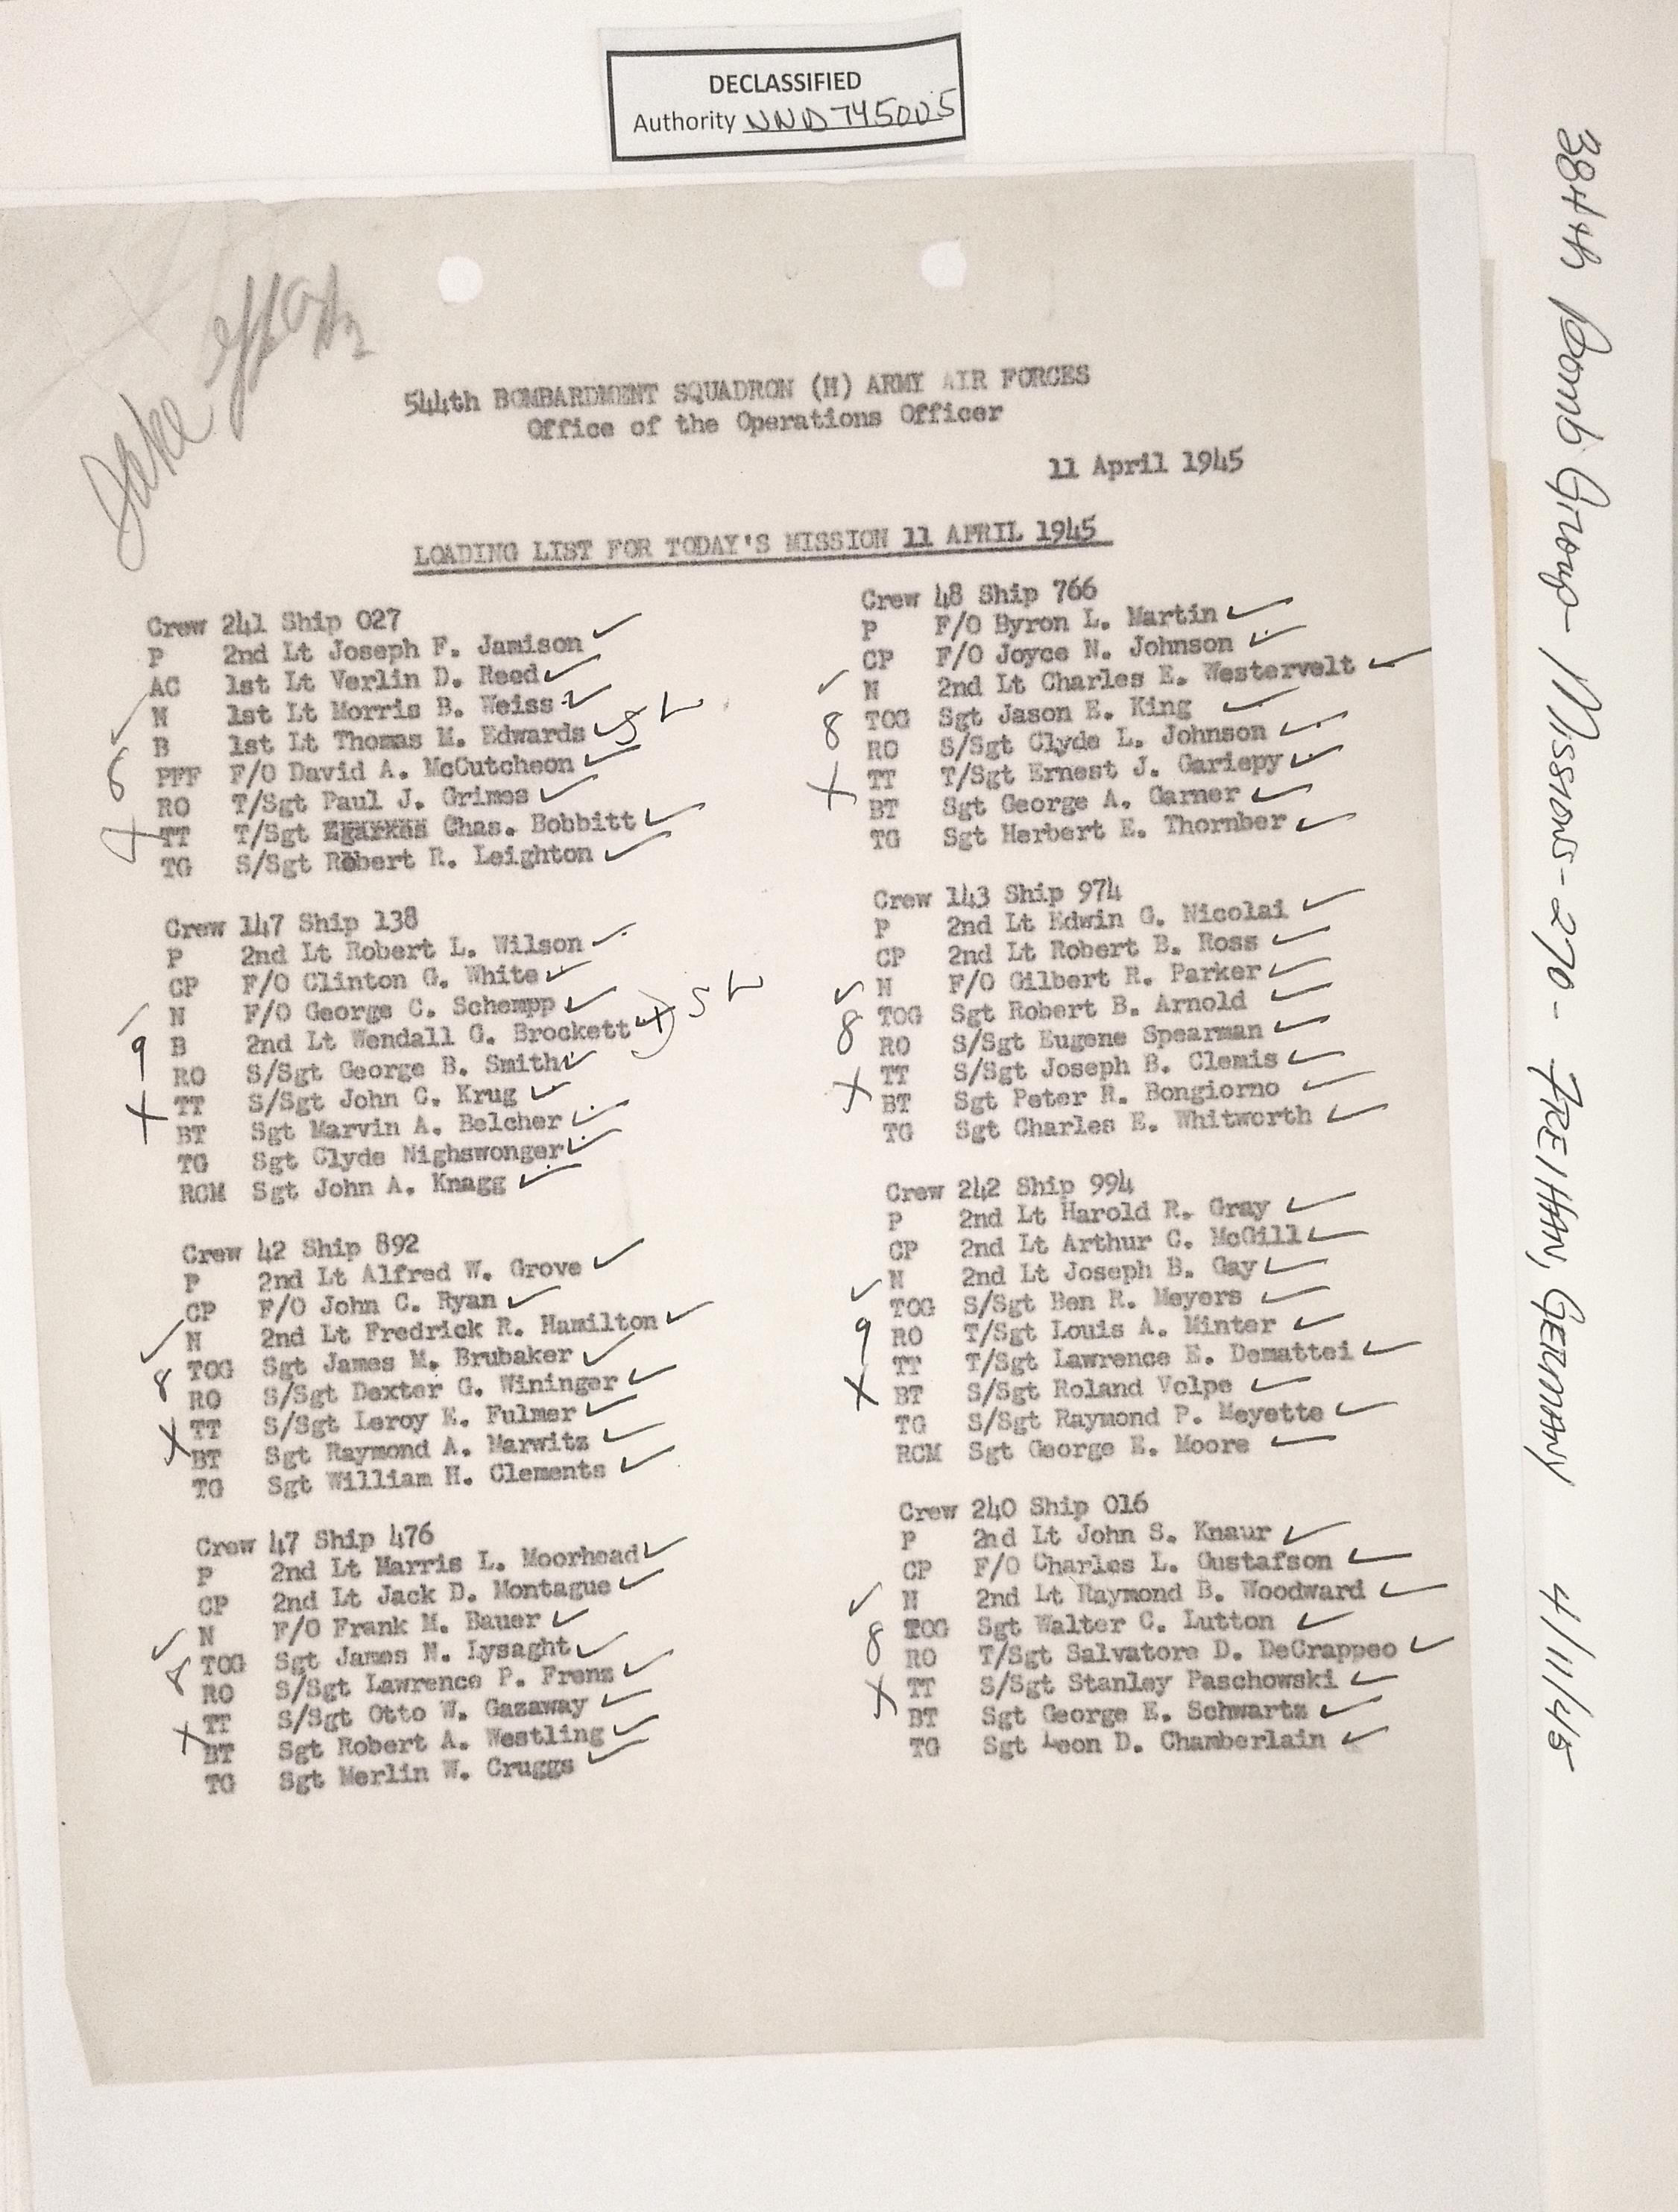 DECLASSIFIED
Authority NND 745005
544th BOMBARDMENT SQUADRON (H) ARMY AIR FORCES
Office of the Operations Officer
11 April 1945
LOADING LIST FOR TODAY'S MISSION 11 APRIL 1945
Crew 241 Ship 027
P 2nd Lt Joseph F. Jamison
AC 1st Lt Verlin D. Reed
N 1st Lt Morris B. Weiss
B 1st Lt Thomas M. Edwards
PFF F/O David A. McCutcheon
RO T/Sgt Paul J. Grimes
TT T/Sgt Chas. Bobbitt
TG S/Sgt Robert R. Leighton
Crew 147 Ship 138
P 2nd Lt Robert L. Wilson
CP F/O Clinton G. White
N F/O George C. Schempp
9 B 2nd Lt Wendall G. Brockett
RO S/Sgt George B. Smith
TT S/Sgt John C. Krug
BT Sgt Marvin A. Belcher
TG Sgt Clyde Nighswonger
RCM Sgt John A. Knagg
Crew 42 Ship 892
P 2nd Lt Alfred W. Grove
CP F/O John C. Ryan
N 2nd Lt Fredrick R. Hamilton
8 TOG Sgt James M. Brubaker
RO S/Sgt Dexter G. Wininger
TT S/Sgt Leroy E. Fulmer
BT Sgt Raymond A. Marwitz
TG Sgt William H. Clements
Crew 47 Ship 476
P 2nd Lt Marris L. Moorhead
CP 2nd Lt Jack D. Montague
N F/O Frank M. Bauer
8 TOG Sgt James N. Lysaght
RO S/Sgt Lawrence P. Frenz
TT S/Sgt Otto W. Gazaway
BT Sgt Robert A. Westling
TG Sgt Merlin W. Cruggs
Crew 48 Ship 766
P F/O Byron L. Martin
CP F/O Joyce N. Johnson
N 2nd Lt Charles E. Westervelt
8 TOG Sgt Jason E. King
RO S/Sgt Clyde L. Johnson
TT T/Sgt Ernest J. Gariepy
BT Sgt George A. Garner
TG Sgt Herbert E. Thornber
Crew 143 Ship 974
P 2nd Lt Edwin G. Nicolai
CP 2nd Lt Robert B. Ross
N F/O Gilbert R. Parker
8 TOG Sgt Robert B. Arnold
RO S/Sgt Eugene Spearman
TT S/Sgt Joseph B. Clemis
BT Sgt Peter R. Bongiorno
TG Sgt Charles E. Whitworth
Crew 242 Ship 994
P 2nd Lt Harold R. Gray
CP 2nd Lt Arthur C. McGill
N 2nd Lt Joseph B. Gay
TOG S/Sgt Ben R. Meyers
9 RO T/Sgt Louis A. Minter
TT T/Sgt Lawrence E. Demattei
BT S/Sgt Roland Volpe
TG S/Sgt Raymond P. Meyette
RCM Sgt George E. Moore
Crew 240 Ship 016
P 2nd Lt John S. Knaur
CP F/O Charles L. Gustafson
N 2nd Lt Raymond B. Woodward
8 TOG Sgt Walter C. Lutton
RO T/Sgt Salvatore D. DeCrappeo
TT S/Sgt Stanley Paschowski
BT Sgt George E. Schwartz
TG Sgt Leon D. Chamberlain
384th Bomb Group - Missions - 270 - FREIHAN, GERMANY 4/11/45